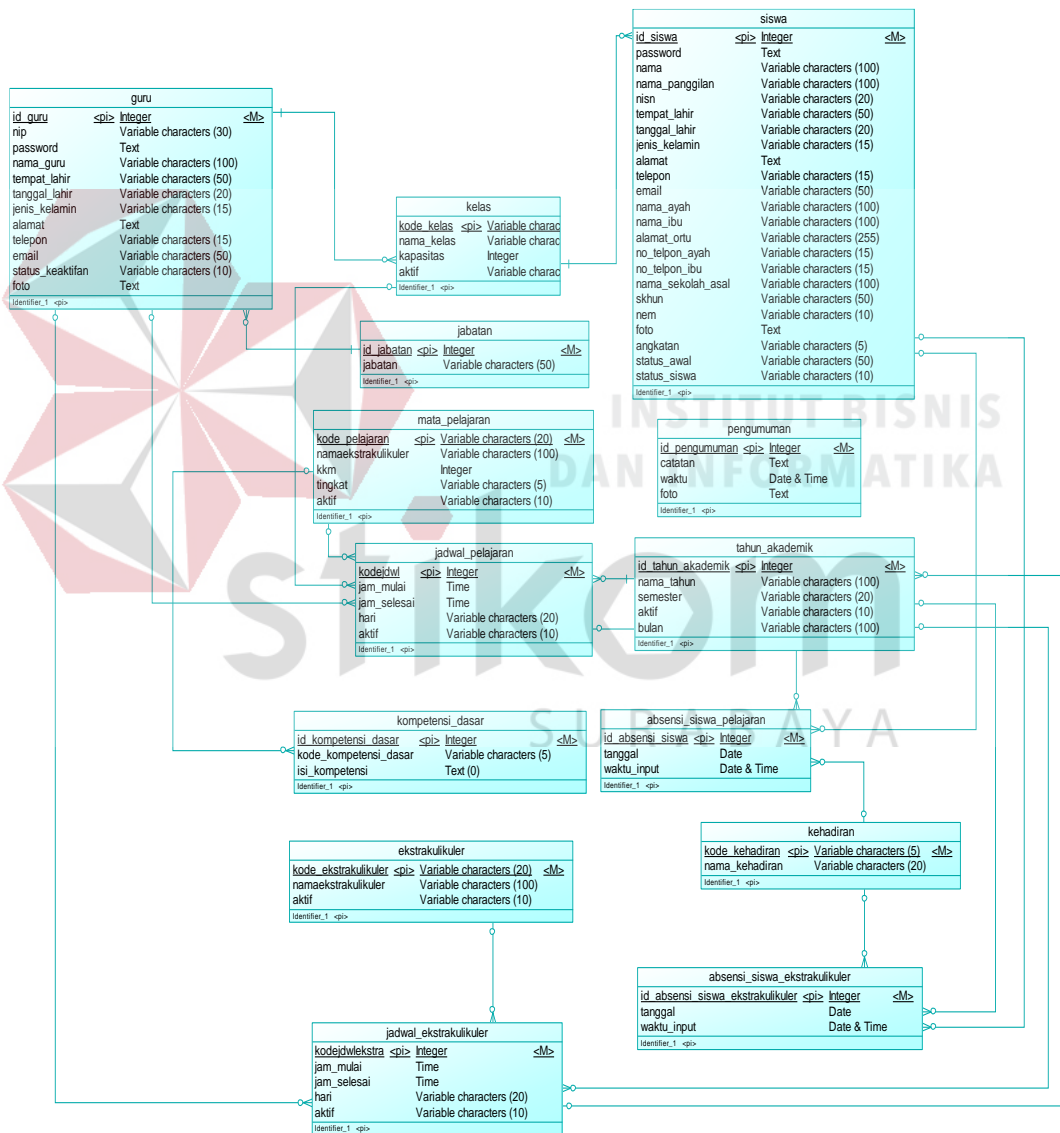 siswa
id_siswa <pi> Integer <M>
password Text
nama Variable characters (100)
nama_panggilan Variable characters (100)
nisn Variable characters (20)
tempat_lahir Variable characters (50)
tanggal_lahir Variable characters (20)
jenis_kelamin Variable characters (15)
alamat Text
telepon Variable characters (15)
email Variable characters (50)
nama_ayah Variable characters (100)
nama_ibu Variable characters (100)
alamat_ortu Variable characters (255)
no_telpon_ayah Variable characters (15)
no_telpon_ibu Variable characters (15)
nama_sekolah_asal Variable characters (100)
skhun Variable characters (50)
nem Variable characters (10)
foto Text
angkatan Variable characters (5)
status_awal Variable characters (50)
status_siswa Variable characters (10)
Identifier_1 <pi>
guru
id_guru <pi> Integer <M>
nip Variable characters (30)
password Text
nama_guru Variable characters (100)
tempat_lahir Variable characters (50)
tanggal_lahir Variable characters (20)
jenis_kelamin Variable characters (15)
alamat Text
telepon Variable characters (15)
email Variable characters (50)
status_keaktifan Variable characters (10)
foto Text
Identifier_1 <pi>
kelas
kode_kelas <pi> Variable charac
nama_kelas Variable charac
kapasitas Integer
aktif Variable charac
Identifier_1 <pi>
jabatan
id_jabatan <pi> Integer <M>
jabatan Variable characters (50)
Identifier_1 <pi>
INSTITUT BISNIS
DAN INFORMATIKA
mata_pelajaran
kode_pelajaran <pi> Variable characters (20) <M>
namaekstrakulikuler Variable characters (100)
kkm Integer
tingkat Variable characters (5)
aktif Variable characters (10)
Identifier_1 <pi>
pengumuman
id_pengumuman <pi> Integer <M>
catatan Text
waktu Date & Time
foto Text
Identifier_1 <pi>
jadwal_pelajaran
kodejdwl <pi> Integer <M>
jam_mulai Time
jam_selesai Time
hari Variable characters (20)
aktif Variable characters (10)
Identifier_1 <pi>
tahun_akademik
id_tahun_akademik <pi> Integer <M>
nama_tahun Variable characters (100)
semester Variable characters (20)
aktif Variable characters (10)
bulan Variable characters (100)
Identifier_1 <pi>
stikom
SURABAYA
kompetensi_dasar
id_kompetensi_dasar <pi> Integer <M>
kode_kompetensi_dasar Variable characters (5)
isi_kompetensi Text (0)
Identifier_1 <pi>
absensi_siswa_pelajaran
id_absensi_siswa <pi> Integer <M>
tanggal Date
waktu_input Date & Time
Identifier_1 <pi>
kehadiran
kode_kehadiran <pi> Variable characters (5) <M>
nama_kehadiran Variable characters (20)
Identifier_1 <pi>
ekstrakulikuler
kode_ekstrakulikuler <pi> Variable characters (20) <M>
namaekstrakulikuler Variable characters (100)
aktif Variable characters (10)
Identifier_1 <pi>
absensi_siswa_ekstrakulikuler
id_absensi_siswa_ekstrakulikuler <pi> Integer <M>
tanggal Date
waktu_input Date & Time
Identifier_1 <pi>
jadwal_ekstrakulikuler
kodejdwlekstra <pi> Integer <M>
jam_mulai Time
jam_selesai Time
hari Variable characters (20)
aktif Variable characters (10)
Identifier_1 <pi>